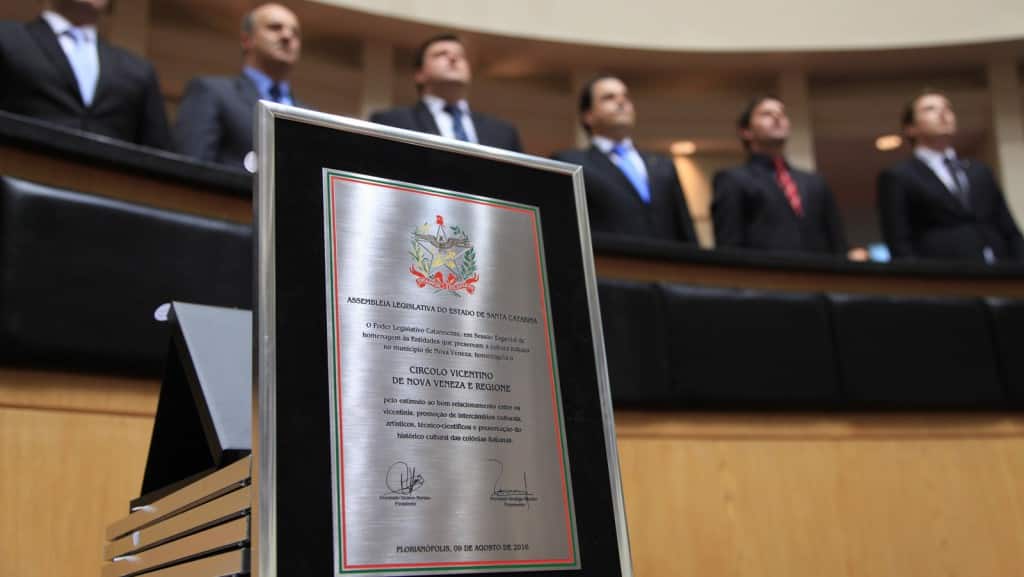 ASSEMBLEIA LEGISLATIVA DO ESTADO DE SANTA CATARINA
O Poder Legislativo Catarinense, em Sessão Especial de
homenagem às Entidades que preservam a cultura italiana
no município de Nova Veneza, homenageia o
CIRCOLO VICENTINO
DE NOVA VENEZA E REGIONE
pelo estímulo ao bom relacionamento entre os
vicentinis, promoção de intercâmbios culturais,
artísticos, técnico-científicos e preservação do
histórico cultural das colônias italianas.
Presidente
FLORIANÓPOLIS, 09 DE AGOSTO DE 2016